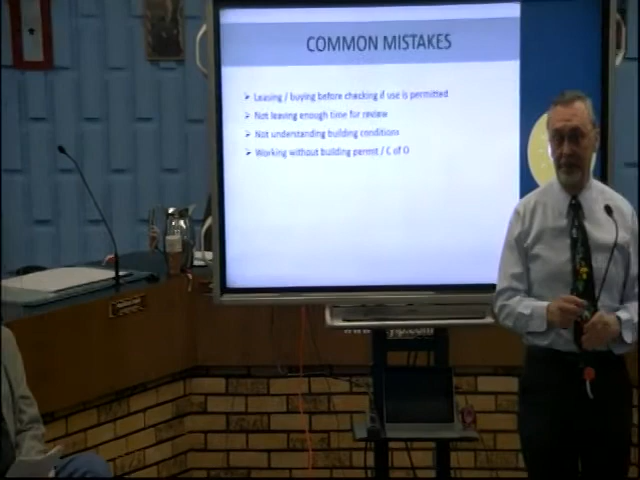 COMMON MISTAKES
➢ Leasing / buying before checking if use is permitted
➢ Not leaving enough time for review
➢ Not understanding building conditions
➢ Working without building permit / C of O